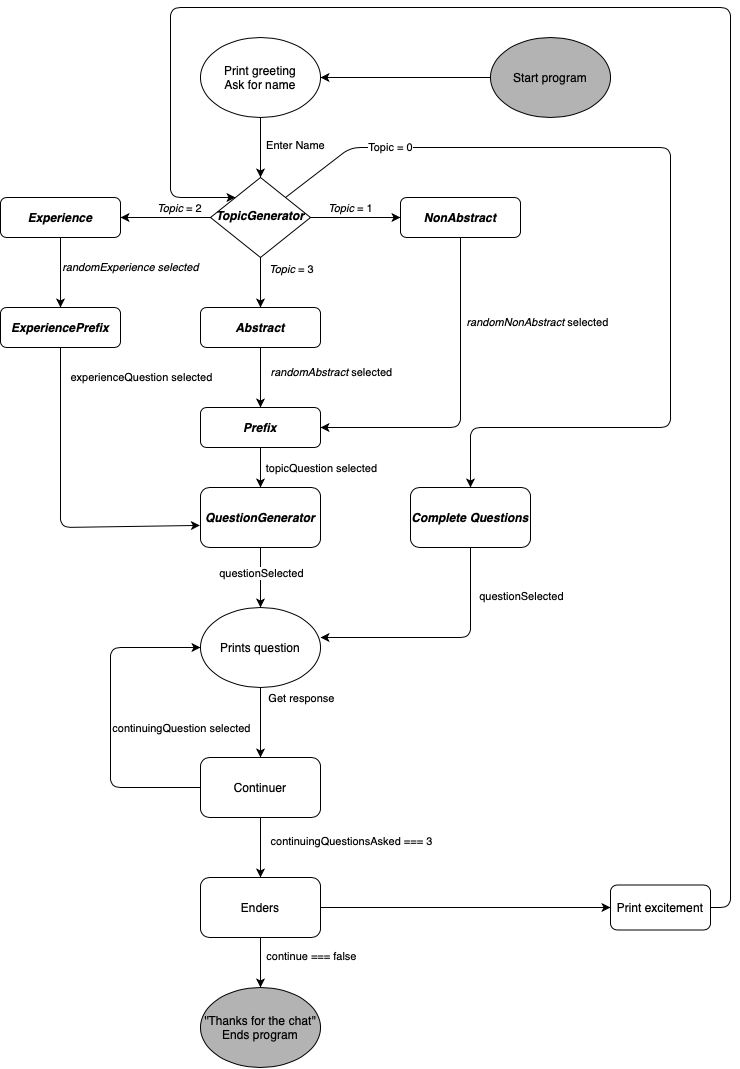 Print greeting
Ask for name
Start program
Enter Name
Topic = 0
Experience
Topic = 2
TopicGenerator
Topic = 1
NonAbstract
randomExperience selected
Topic = 3
ExperiencePrefix
Abstract
randomNonAbstract selected
experienceQuestion selected
randomAbstract selected
Prefix
topicQuestion selected
QuestionGenerator
Complete Questions
questionSelected
questionSelected
Prints question
Get response
continuingQuestion selected
Continuer
continuingQuestionsAsked === 3
Enders
Print excitement
continue === false
"Thanks for the chat"
Ends program